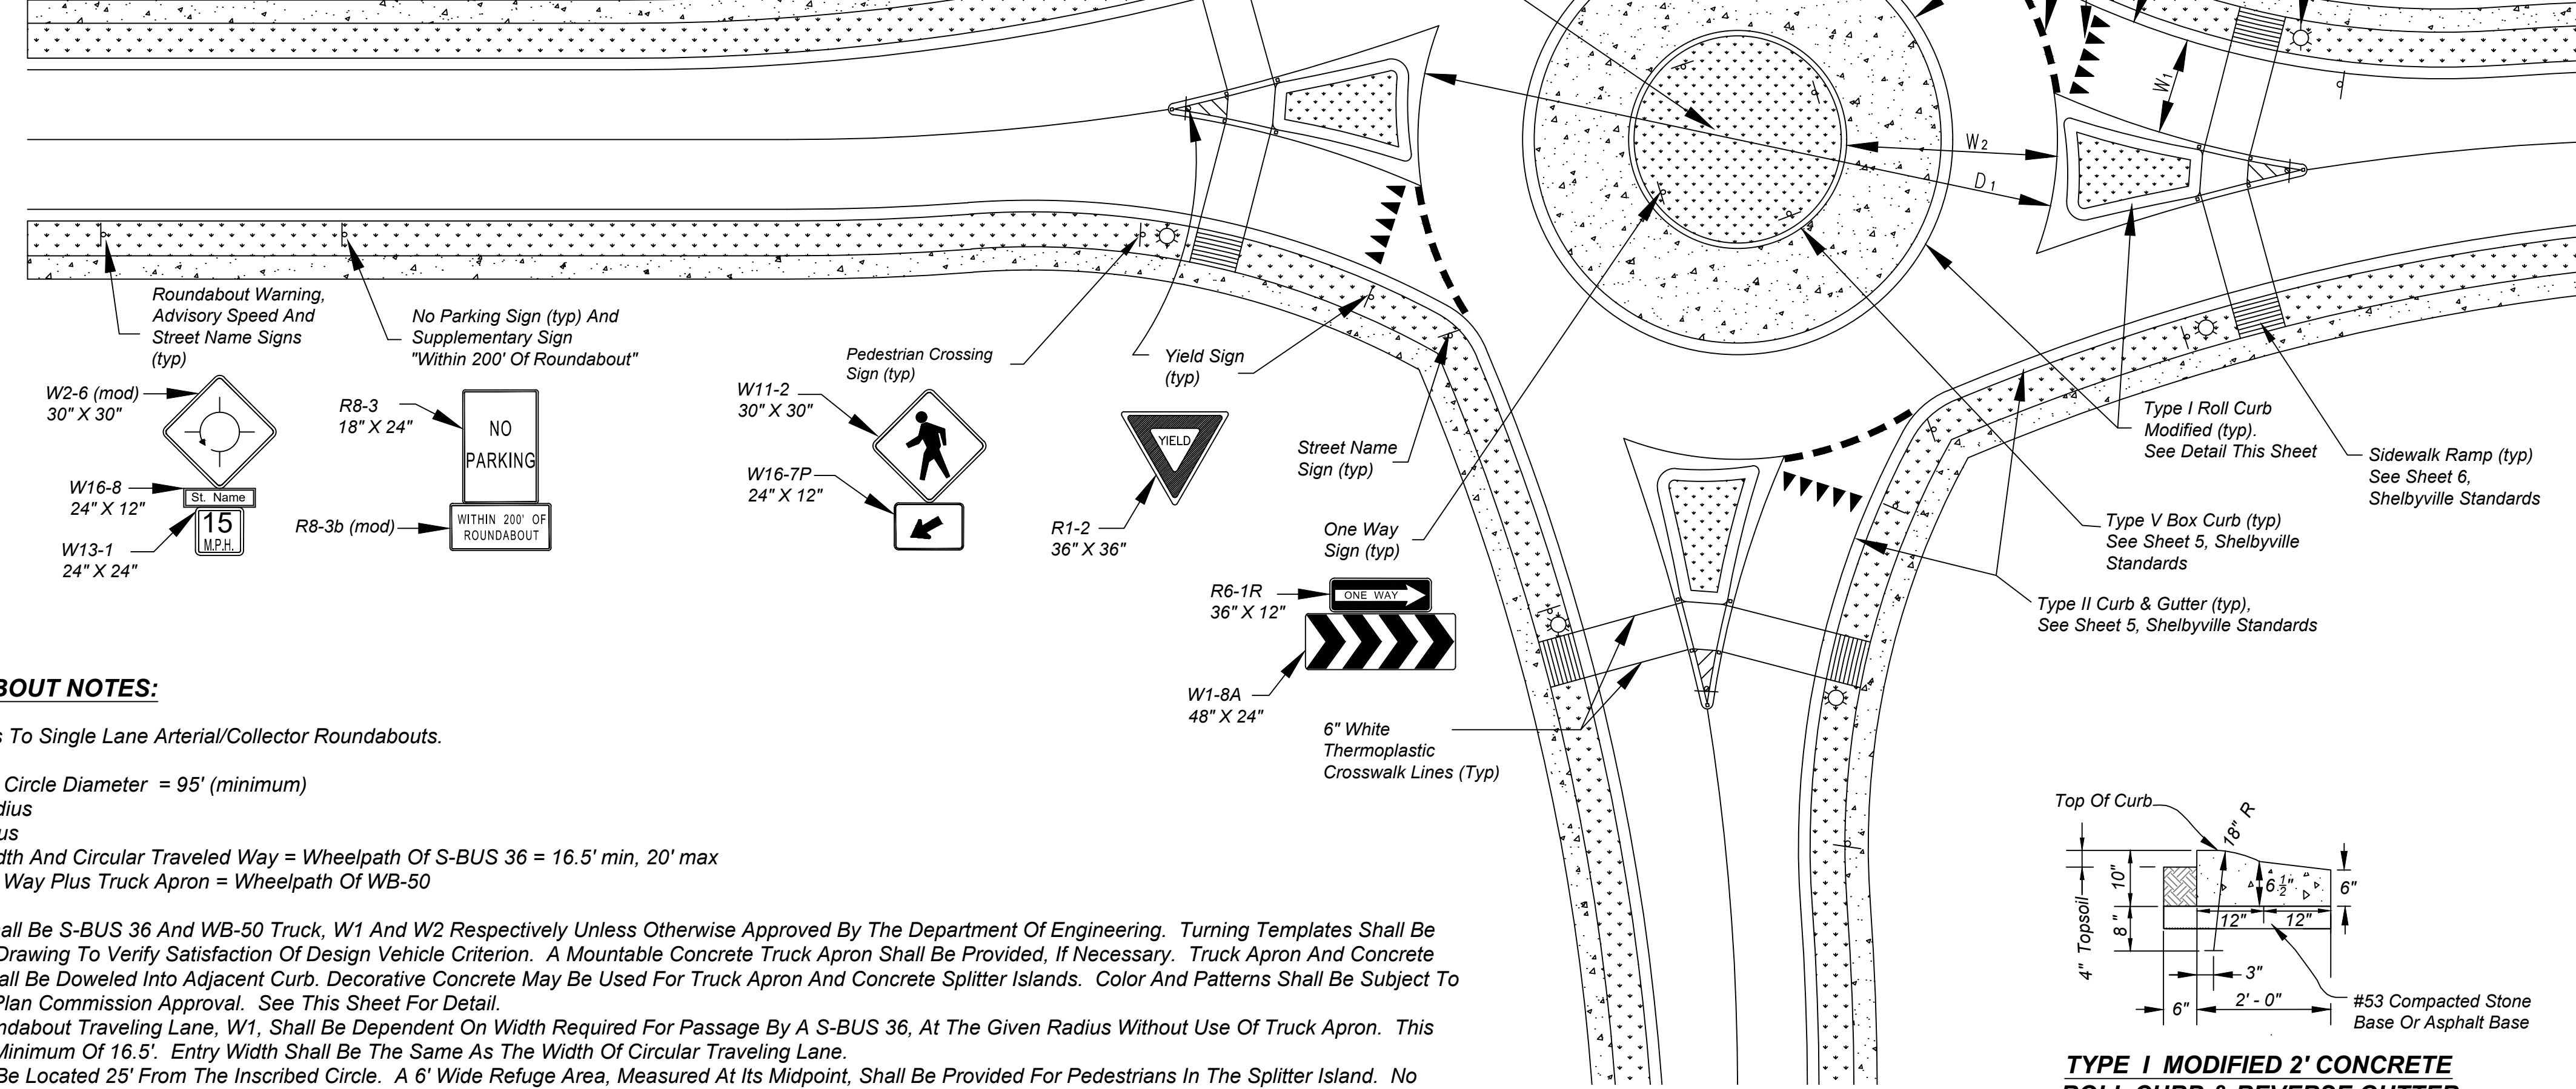 W1
W2
D1
Roundabout Warning,
Advisory Speed And
Street Name Signs
(typ)
No Parking Sign (typ) And
Supplementary Sign
"Within 200' Of Roundabout"
Pedestrian Crossing
Sign (typ)
Yield Sign
(typ)
W2-6 (mod)
30" X 30"
W16-8
24" X 12"
St. Name
W13-1
24" X 24"
15
M.P.H.
R8-3
18" X 24"
NO
PARKING
R8-3b (mod)
WITHIN 200' OF
ROUNDABOUT
W11-2
30" X 30"
W16-7P
24" X 12"
YIELD
R1-2
36" X 36"
Street Name
Sign (typ)
One Way
Sign (typ)
R6-1R
36" X 12"
ONE WAY
W1-8A
48" X 24"
6" White
Thermoplastic
Crosswalk Lines (Typ)
Type I Roll Curb
Modified (typ).
See Detail This Sheet
Sidewalk Ramp (typ)
See Sheet 6,
Shelbyville Standards
Type V Box Curb (typ)
See Sheet 5, Shelbyville
Standards
Type II Curb & Gutter (typ),
See Sheet 5, Shelbyville Standards
BOUT NOTES:
s To Single Lane Arterial/Collector Roundabouts.
Circle Diameter = 95' (minimum)
dius
us
dth And Circular Traveled Way = Wheelpath Of S-BUS 36 = 16.5' min, 20' max
Way Plus Truck Apron = Wheelpath Of WB-50
all Be S-BUS 36 And WB-50 Truck, W1 And W2 Respectively Unless Otherwise Approved By The Department Of Engineering. Turning Templates Shall Be
Drawing To Verify Satisfaction Of Design Vehicle Criterion. A Mountable Concrete Truck Apron Shall Be Provided, If Necessary. Truck Apron And Concrete
all Be Doweled Into Adjacent Curb. Decorative Concrete May Be Used For Truck Apron And Concrete Splitter Islands. Color And Patterns Shall Be Subject To
Plan Commission Approval. See This Sheet For Detail.
ndabout Traveling Lane, W1, Shall Be Dependent On Width Required For Passage By A S-BUS 36, At The Given Radius Without Use Of Truck Apron. This
Minimum Of 16.5'. Entry Width Shall Be The Same As The Width Of Circular Traveling Lane.
Be Located 25' From The Inscribed Circle. A 6' Wide Refuge Area, Measured At Its Midpoint, Shall Be Provided For Pedestrians In The Splitter Island. No
Top Of Curb
18" R
10"
6 1/2"
6"
8"
12"
12"
4" Topsoil
3"
6"
2' - 0"
#53 Compacted Stone
Base Or Asphalt Base
TYPE I MODIFIED 2' CONCRETE
ROLL CURB & REVERSE GUTTER